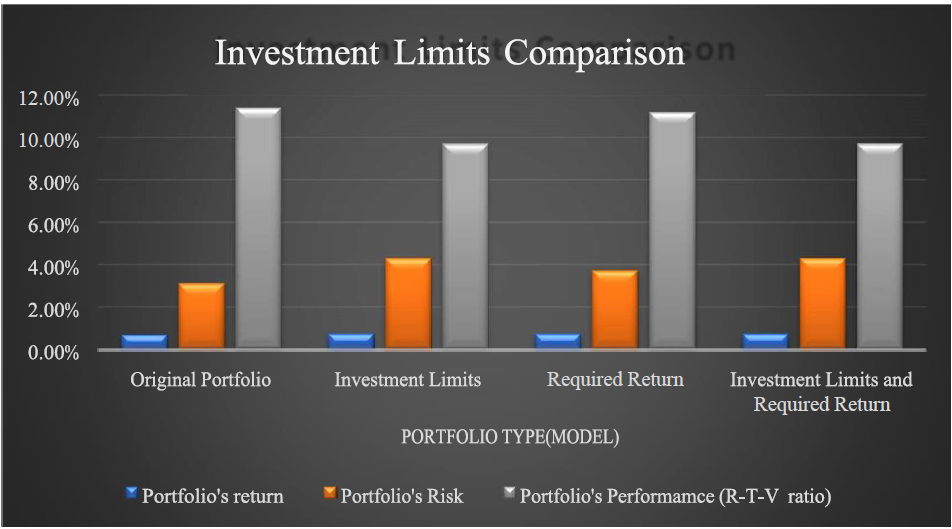 Investment Limits Comparison
12.00%
10.00%
8.00%
6.00%
4.00%
2.00%
0.00%
Original Portfolio
Investment Limits
Required Return
Investment Limits and
Required Return
PORTFOLIO TYPE(MODEL)
Portfolio's return
Portfolio's Risk
Portfolio's Performamce (R-T-V ratio)